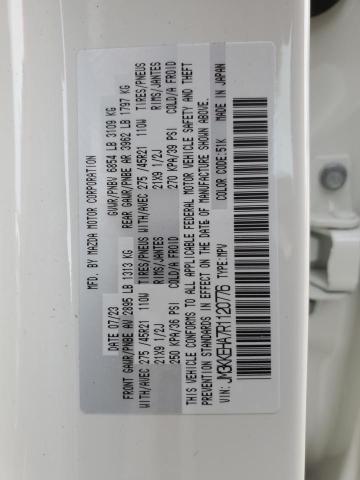 MFD. BY MAZDA MOTOR CORPORATION
DATE 07/23 GVWR/PNBV 6854 LB 3109 KG
FRONT GAWR/PNBE AV 2895 LB 1313 KG REAR GAWR/PNBE AR 3962 LB 1797 KG
WITH/AVEC 275 /45R21 110W TIRES/PNEUS WITH/AVEC 275 /45R21 110W TIRES/PNEUS
21X9 1/2J RIMS/JANTES 21X9 1/2J RIMS/JANTES
250 KPA/36 PSI COLD/A FROID 270 KPA/39 PSI COLD/A FROID
THIS VEHICLE CONFORMS TO ALL APPLICABLE FEDERAL MOTOR VEHICLE SAFETY AND THEFT
PREVENTION STANDARDS IN EFFECT ON THE DATE OF MANUFACTURE SHOWN ABOVE.
COLOR CODE:51K MADE IN JAPAN
VIN: JM3KKEHA7R1120776 TYPE:MPV